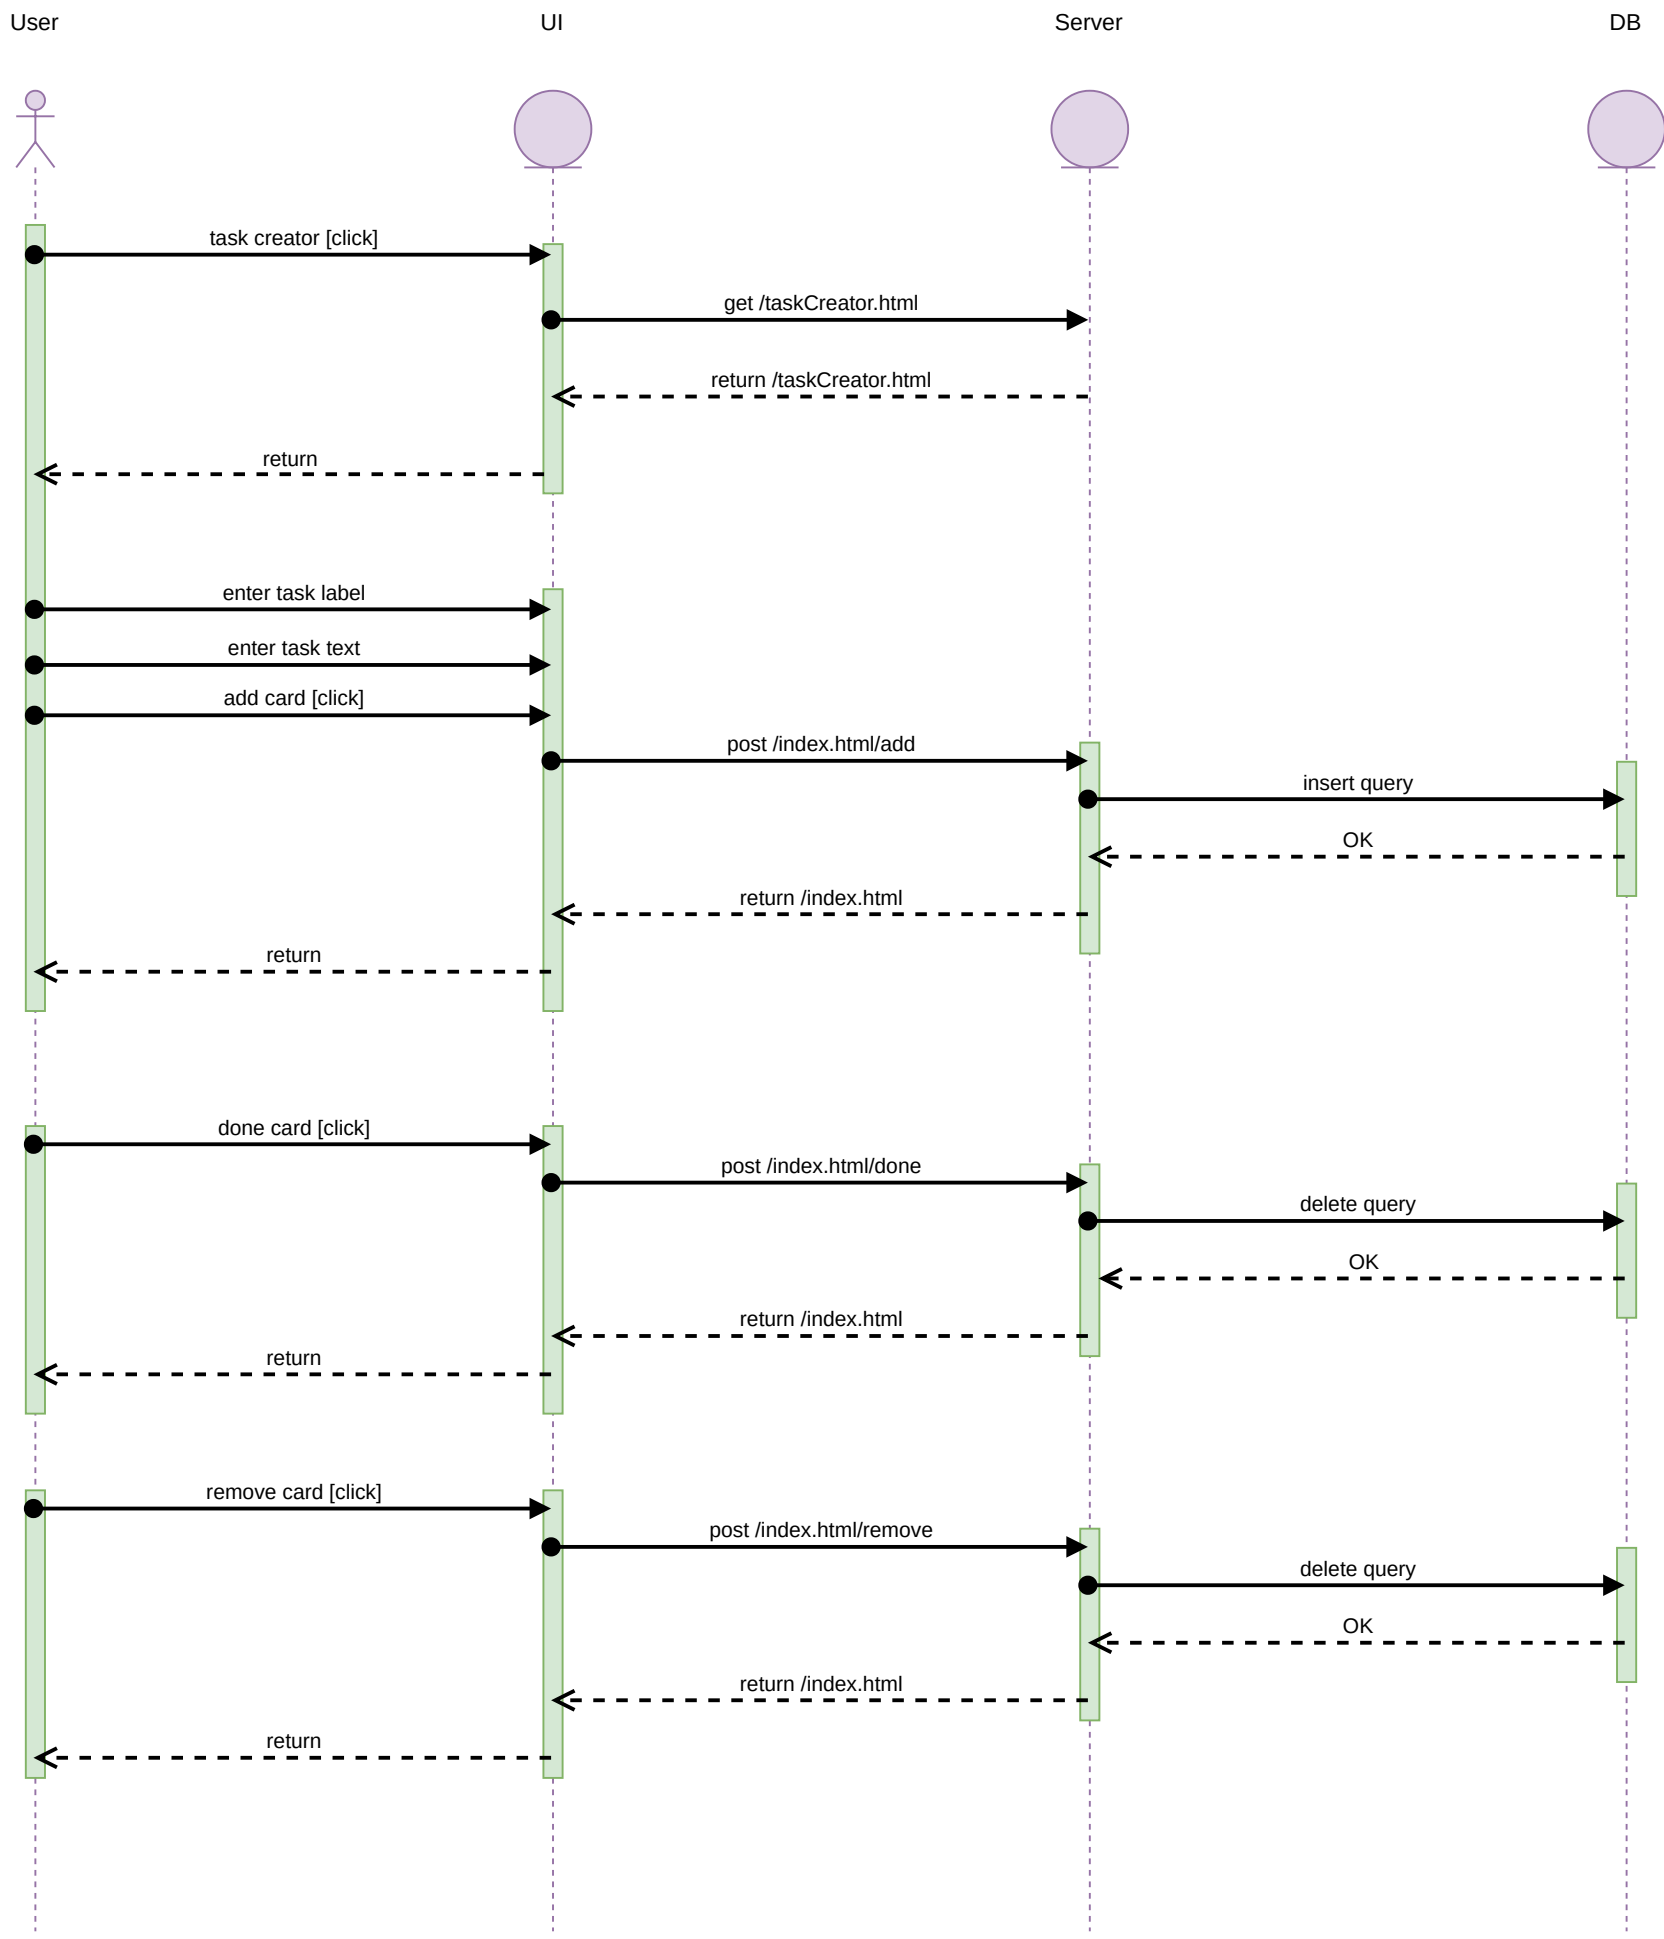 User
UI
Server
DB
task creator [click]
get /taskCreator.html
return /taskCreator.html
return
enter task label
enter task text
add card [click]
post /index.html/add
insert query
OK
return /index.html
return
done card [click]
post /index.html/done
delete query
OK
return /index.html
return
remove card [click]
post /index.html/remove
delete query
OK
return /index.html
return